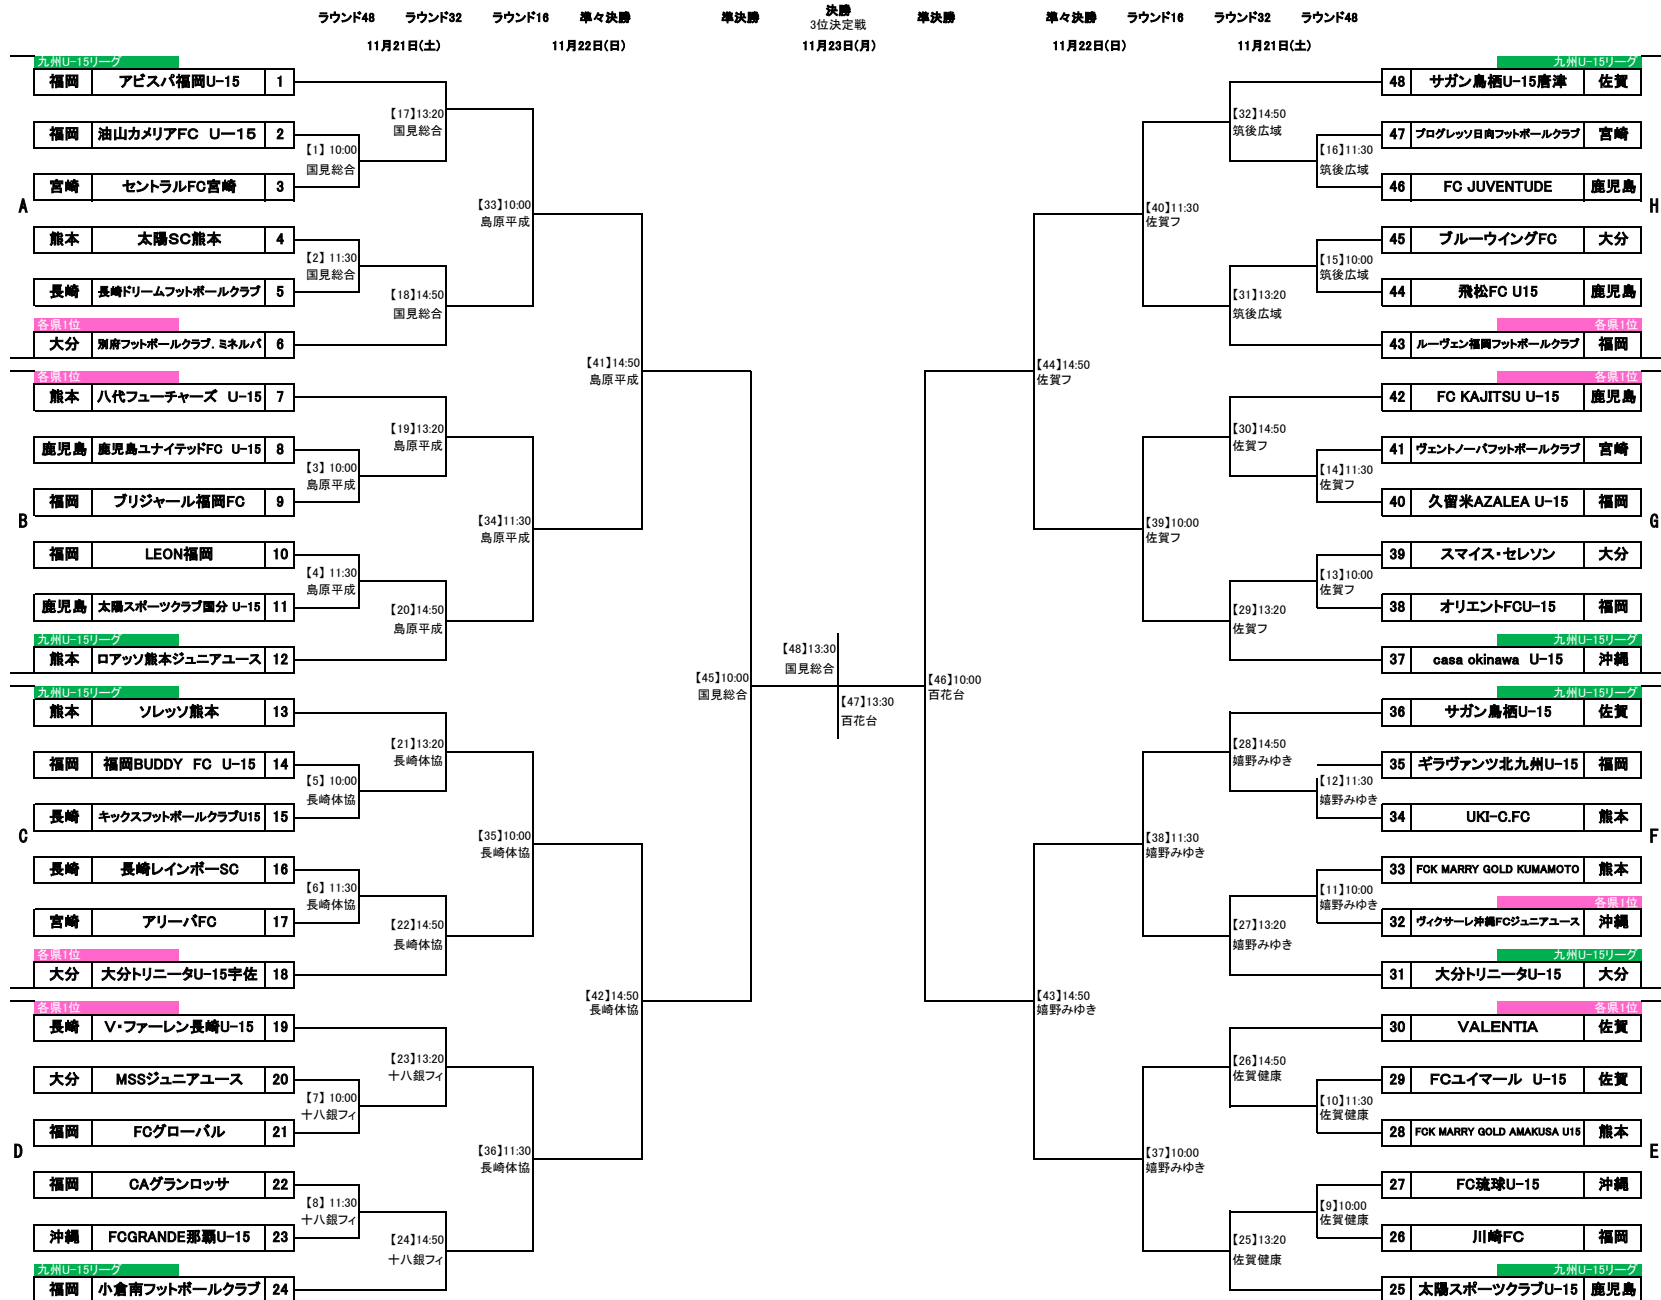 ラウンド48 ラウンド32 ラウンド16 準々決勝 準決勝 決勝 準決勝 準々決勝 ラウンド16 ラウンド32 ラウンド48
3位決定戦
11月21日(土) 11月22日(日) 11月23日(月) 11月22日(日) 11月21日(土)
A
九州U-15リーグ
福岡 アビスパ福岡U-15 1
福岡 油山カメリアFC U-15 2
宮崎 セントラルFC宮崎 3
熊本 太陽SC熊本 4
長崎 長崎ドリームフットボールクラブ 5
各県1位
大分 別府フットボールクラブ.ミネルバ 6
B
各県1位
熊本 八代フューチャーズ U-15 7
鹿児島 鹿児島ユナイテッドFC U-15 8
福岡 ブリジャール福岡FC 9
福岡 LEON福岡 10
鹿児島 太陽スポーツクラブ国分 U-15 11
九州U-15リーグ
熊本 ロアッソ熊本ジュニアユース 12
C
九州U-15リーグ
熊本 ソレッソ熊本 13
福岡 福岡BUDDY FC U-15 14
長崎 キックスフットボールクラブU15 15
長崎 長崎レインボーSC 16
宮崎 アリーバFC 17
各県1位
大分 大分トリニータU-15宇佐 18
D
各県1位
長崎 V・ファーレン長崎U-15 19
大分 MSSジュニアユース 20
福岡 FCグローバル 21
福岡 CAグランロッサ 22
沖縄 FCGRANDE那覇U-15 23
九州U-15リーグ
福岡 小倉南フットボールクラブ 24
【1】10:00
国見総合
【2】11:30
国見総合
【3】10:00
島原平成
【4】11:30
島原平成
【5】10:00
長崎体協
【6】11:30
長崎体協
【7】10:00
十八銀フィ
【8】11:30
十八銀フィ
【17】13:20
国見総合
【18】14:50
国見総合
【19】13:20
島原平成
【20】14:50
島原平成
【21】13:20
長崎体協
【22】14:50
長崎体協
【23】13:20
十八銀フィ
【24】14:50
十八銀フィ
【33】10:00
島原平成
【34】11:30
島原平成
【35】10:00
長崎体協
【36】11:30
長崎体協
【41】14:50
島原平成
【42】14:50
長崎体協
【45】10:00
国見総合
【48】13:30
国見総合
【47】13:30
百花台
【46】10:00
百花台
【44】14:50
佐賀フ
【43】14:50
嬉野みゆき
【40】11:30
佐賀フ
【39】10:00
佐賀フ
【38】11:30
嬉野みゆき
【37】10:00
嬉野みゆき
【32】14:50
筑後広域
【31】13:20
筑後広域
【30】14:50
佐賀フ
【29】13:20
佐賀フ
【28】14:50
嬉野みゆき
【27】13:20
嬉野みゆき
【26】14:50
佐賀健康
【25】13:20
佐賀健康
【16】11:30
筑後広域
【15】10:00
筑後広域
【14】11:30
佐賀フ
【13】10:00
佐賀フ
【12】11:30
嬉野みゆき
【11】10:00
嬉野みゆき
【10】11:30
佐賀健康
【9】10:00
佐賀健康
H
九州U-15リーグ
48 サガン鳥栖U-15唐津 佐賀
47 プログレッソ日向フットボールクラブ 宮崎
46 FC JUVENTUDE 鹿児島
45 ブルーウイングFC 大分
44 飛松FC U15 鹿児島
各県1位
43 ルーヴェン福岡フットボールクラブ 福岡
G
各県1位
42 FC KAJITSU U-15 鹿児島
41 ヴェントノーバフットボールクラブ 宮崎
40 久留米AZALEA U-15 福岡
39 スマイス・セレソン 大分
38 オリエントFCU-15 福岡
九州U-15リーグ
37 casa okinawa U-15 沖縄
F
九州U-15リーグ
36 サガン鳥栖U-15 佐賀
35 ギラヴァンツ北九州U-15 福岡
34 UKI-C.FC 熊本
33 FCK MARRY GOLD KUMAMOTO 熊本
各県1位
32 ヴィクサーレ沖縄FCジュニアユース 沖縄
九州U-15リーグ
31 大分トリニータU-15 大分
E
各県1位
30 VALENTIA 佐賀
29 FCユイマール U-15 佐賀
28 FCK MARRY GOLD AMAKUSA U15 熊本
27 FC琉球U-15 沖縄
26 川崎FC 福岡
九州U-15リーグ
25 太陽スポーツクラブU-15 鹿児島